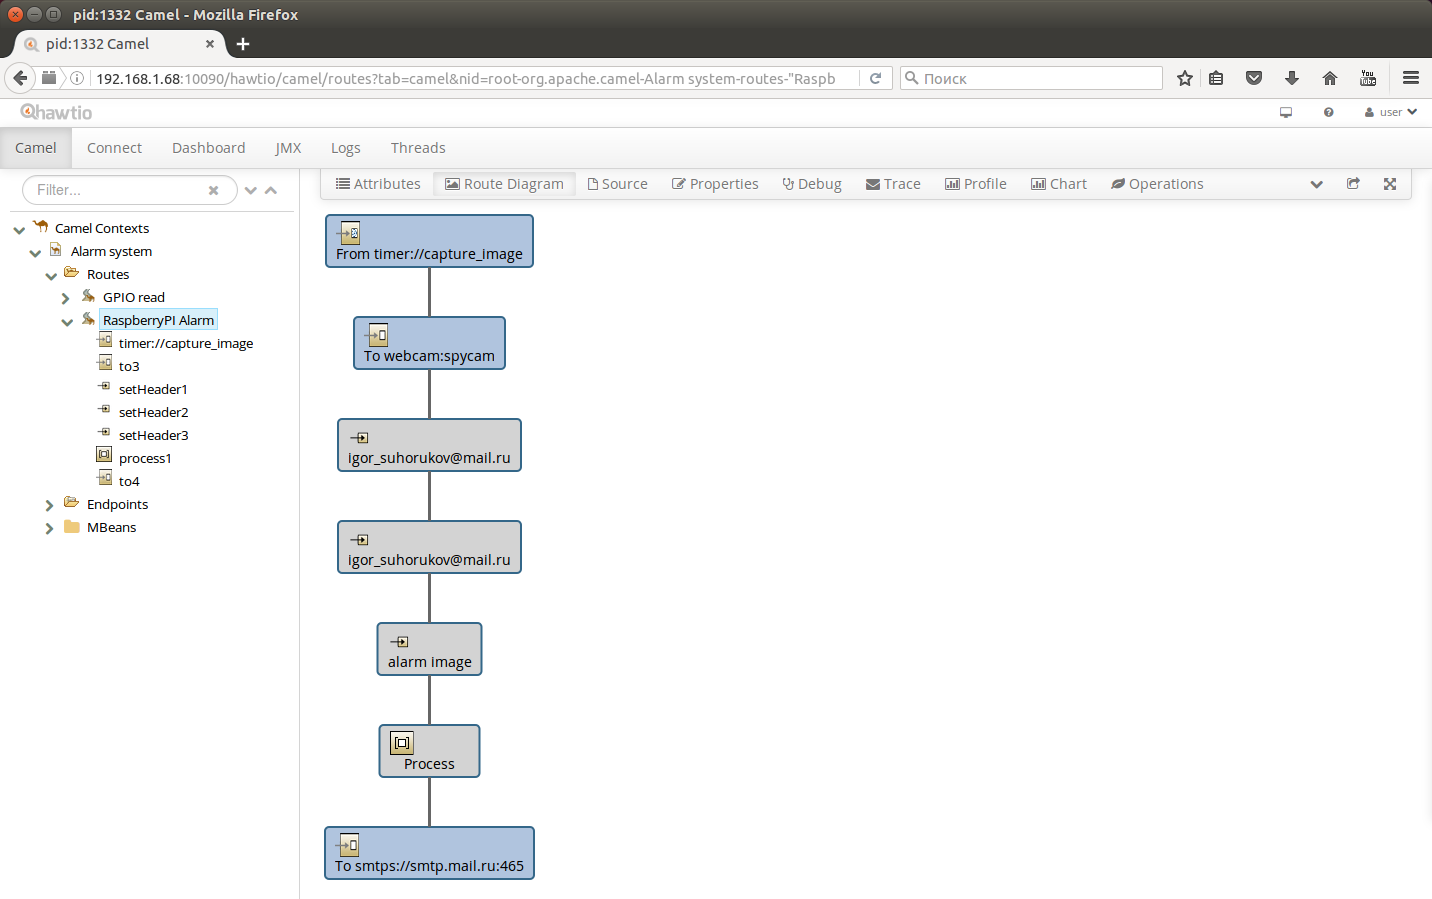 pid:1332 Camel - Mozilla Firefox
pid:1332 Camel
192.168.1.68:10090/hawtio/camel/routes?tab=camel&nid=root-org.apache.camel-Alarm system-routes-"Raspb
Поиск
You Tube
hawtio
user
Camel Connect Dashboard JMX Logs Threads
Filter...
Attributes Route Diagram Source Properties Debug Trace Profile Chart Operations
Camel Contexts
Alarm system
Routes
GPIO read
RaspberryPI Alarm
timer://capture_image
to3
setHeader1
setHeader2
setHeader3
process1
to4
Endpoints
MBeans
From timer://capture_image
To webcam:spycam
igor_suhorukov@mail.ru
igor_suhorukov@mail.ru
alarm image
Process
To smtps://smtp.mail.ru:465